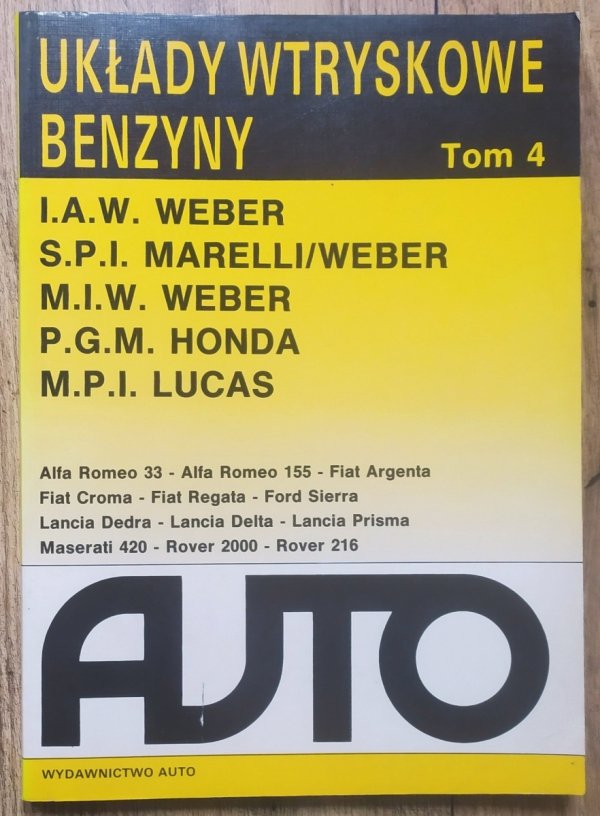 UKŁADY WTRYSKOWE
BENZYNY
Tom 4
I.A.W. WEBER
S.P.I. MARELLI/WEBER
M.I.W. WEBER
P.G.M. HONDA
M.P.I. LUCAS
Alfa Romeo 33 - Alfa Romeo 155 - Fiat Argenta
Fiat Croma - Fiat Regata - Ford Sierra
Lancia Dedra - Lancia Delta - Lancia Prisma
Maserati 420 - Rover 2000 - Rover 216
AUTO
WYDAWNICTWO AUTO